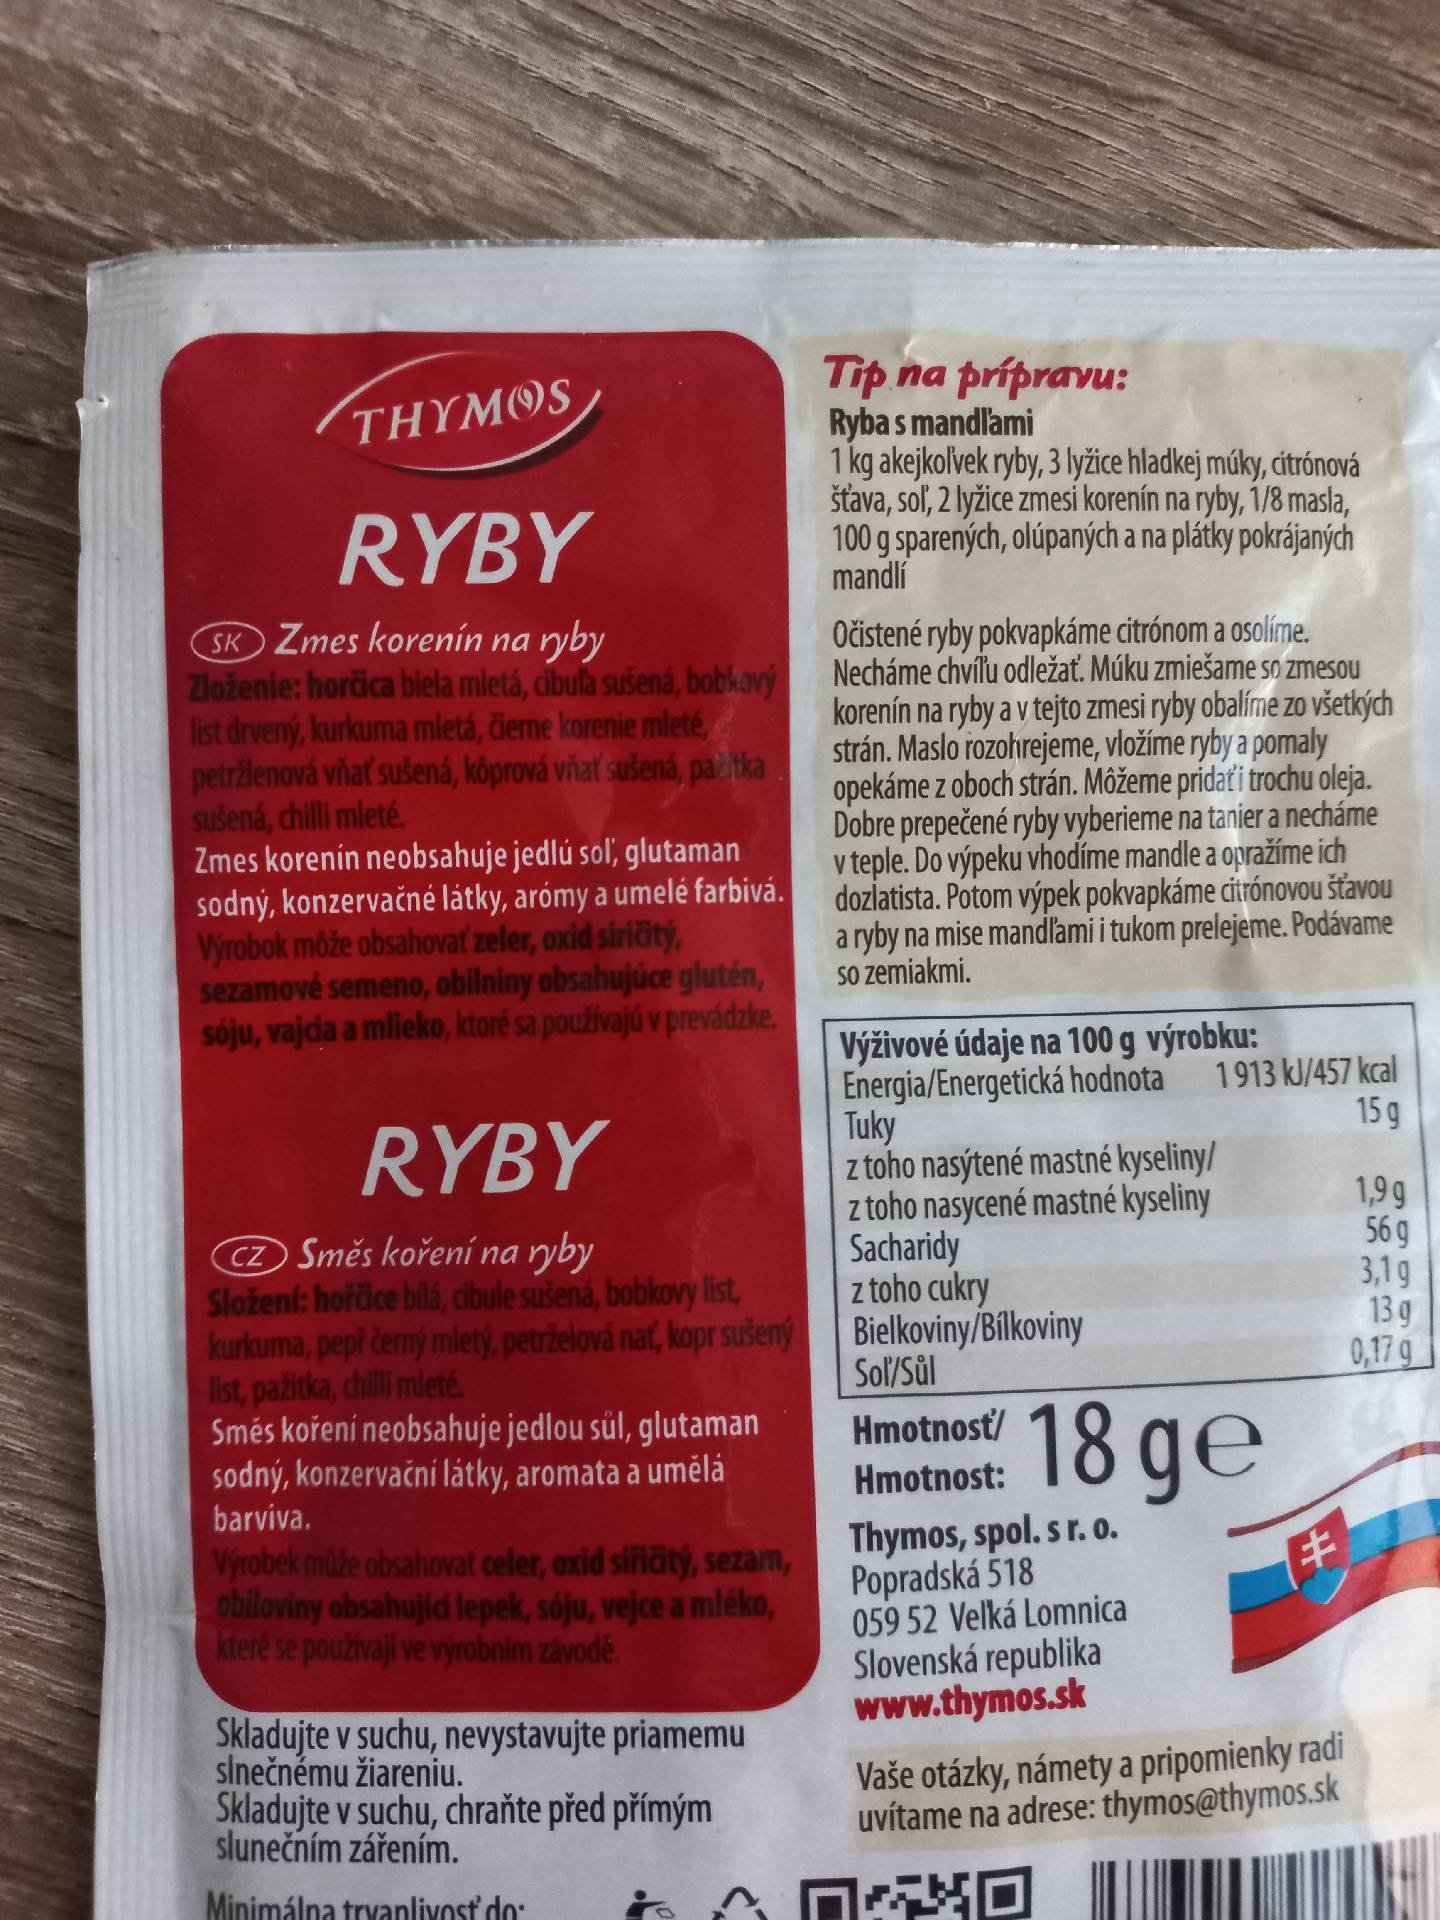 THYMOS
RYBY
SK Zmes korenín na ryby
Zloženie: horčica biela mletá, cibuľa sušená, bobkový
list drvený, kurkuma mletá, čierne korenie mleté,
petržlenová vňať sušená, kôprová vňať sušená, pažítka
sušená, chilli mleté.
Zmes korenín neobsahuje jedlú soľ, glutaman
sodný, konzervačné látky, arómy a umelé farbivá.
Výrobok môže obsahovať zeler, oxid siričitý,
sezamové semeno, obilniny obsahujúce glutén,
sóju, vajcia a mlieko, ktoré sa používajú v prevádzke.
RYBY
CZ Směs koření na ryby
Složení: hořčice bílá, cibule sušená, bobkovy list,
kurkuma, pepř černý mletý, petrželová nať, kopr sušený
list, pažitka, chilli mleté.
Směs koření neobsahuje jedlou sůl, glutaman
sodný, konzervační látky, aromata a umělá
barviva.
Výrobek může obsahovat celer, oxid siřičitý, sezam,
obiloviny obsahující lepek, sóju, vejce a mléko,
které se používají ve výrobním závodě.
Skladujte v suchu, nevystavujte priamemu
slnečnému žiareniu.
Skladujte v suchu, chraňte před přímým
slunečním zářením.
Minimálna trvanlivosť do:
Tip na prípravu:
Ryba s mandľami
1 kg akejkoľvek ryby, 3 lyžice hladkej múky, citrónová
šťava, soľ, 2 lyžice zmesi korenín na ryby, 1/8 masla,
100 g sparených, olúpaných a na plátky pokrájaných
mandlí
Očistené ryby pokvapkáme citrónom a osolíme.
Necháme chvíľu odležať. Múku zmiešame so zmesou
korenín na ryby a v tejto zmesi ryby obalíme zo všetkých
strán. Maslo rozohrejeme, vložíme ryby a pomaly
opekáme z oboch strán. Môžeme pridať i trochu oleja.
Dobre prepečené ryby vyberieme na tanier a necháme
v teple. Do výpeku vhodíme mandle a opražíme ich
dozlatista. Potom výpek pokvapkáme citrónovou šťavou
a ryby na mise mandľami i tukom prelejeme. Podávame
so zemiakmi.
Výživové údaje na 100 g výrobku:
Energia/Energetická hodnota 1 913 kJ/457 kcal
Tuky 15 g
z toho nasýtené mastné kyseliny/
z toho nasycené mastné kyseliny 1,9 g
Sacharidy 56 g
z toho cukry 3,1 g
Bielkoviny/Bílkoviny 13 g
Soľ/Sůl 0,17 g
Hmotnosť/
Hmotnost: 18 g e
Thymos, spol. s r. o.
Popradská 518
059 52 Veľká Lomnica
Slovenská republika
www.thymos.sk
Vaše otázky, námety a pripomienky radi
uvítame na adrese: thymos@thymos.sk